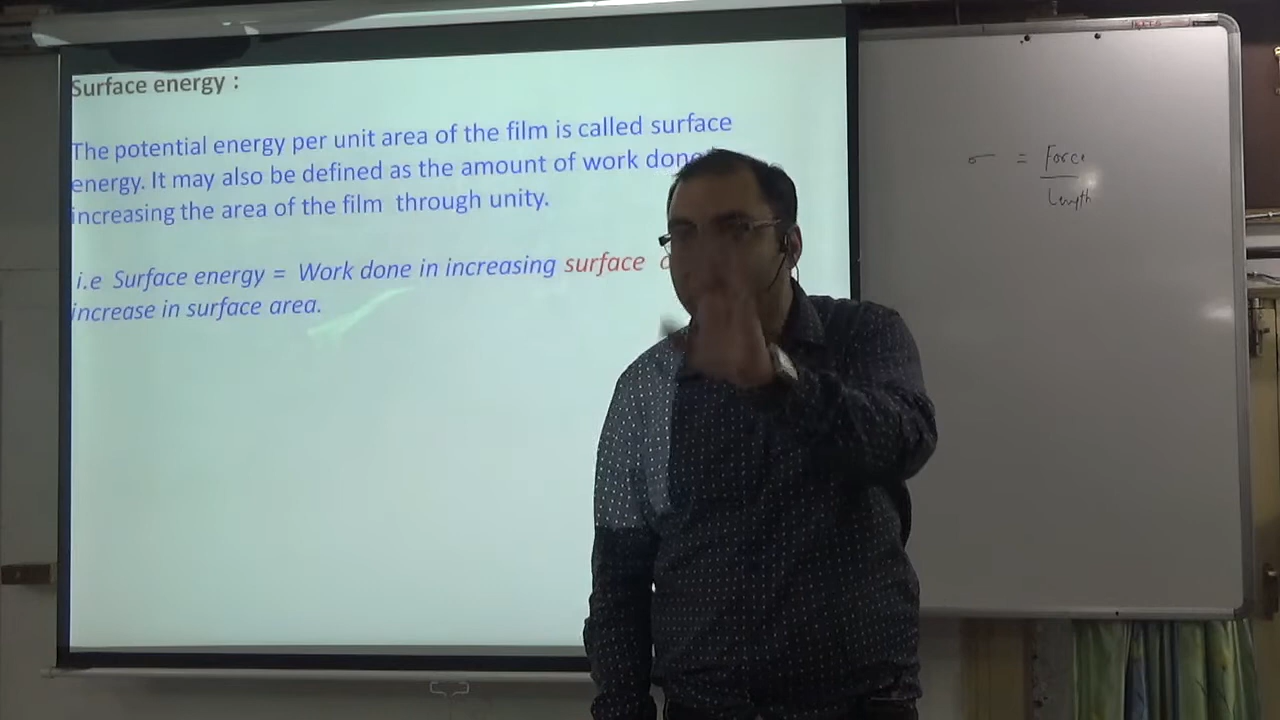 Surface energy :
The potential energy per unit area of the film is called surface
energy. It may also be defined as the amount of work done
increasing the area of the film through unity.
i.e Surface energy = Work done in increasing surface
increase in surface area.
σ = Force
Length